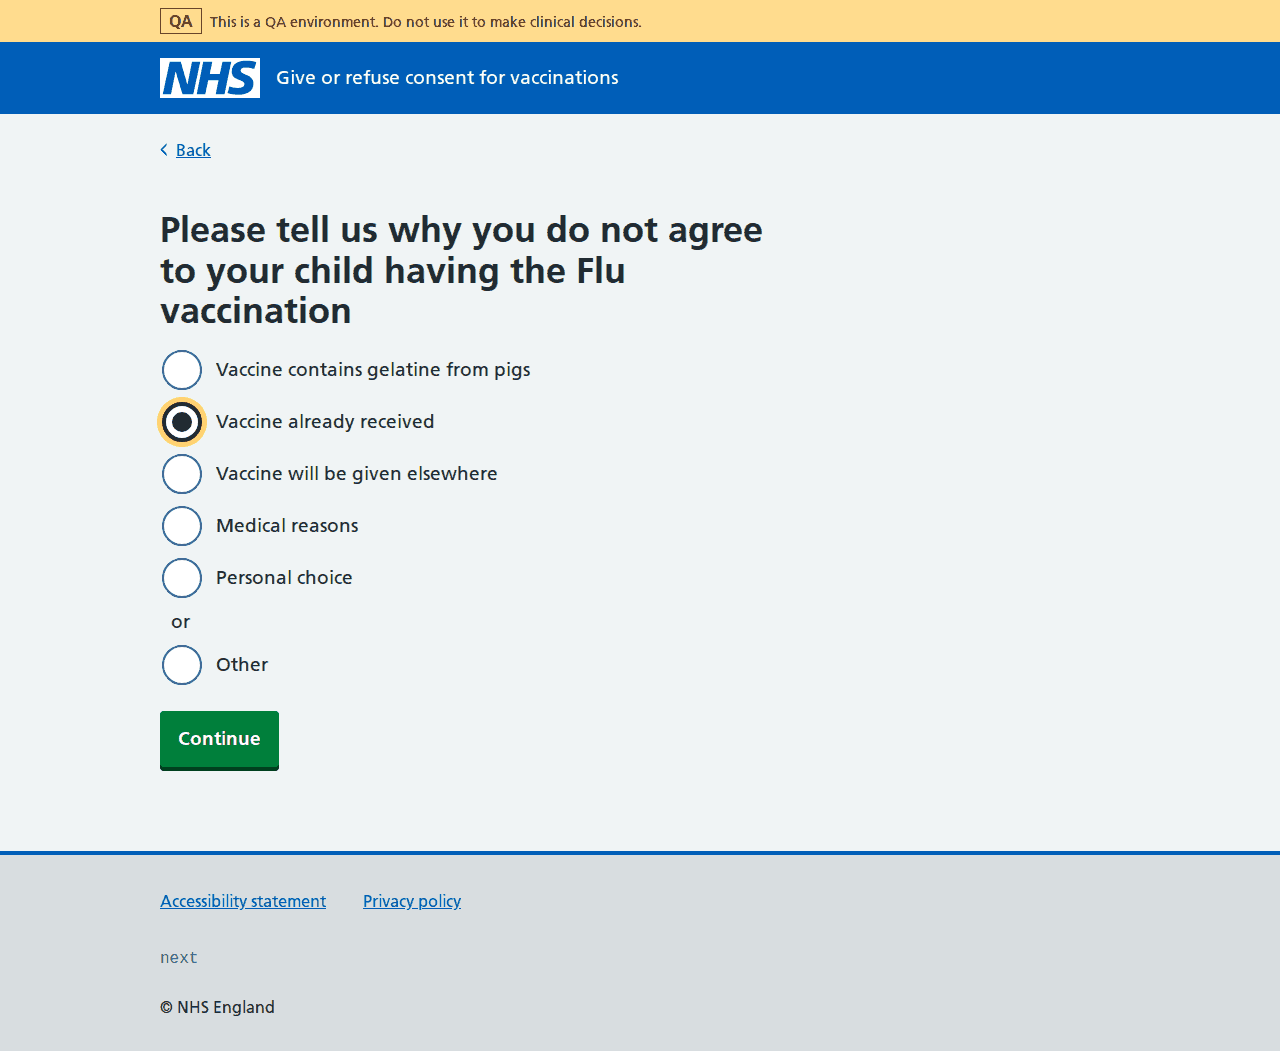 QA This is a QA environment. Do not use it to make clinical decisions.
NHS Give or refuse consent for vaccinations
Back
Please tell us why you do not agree
to your child having the Flu
vaccination
Vaccine contains gelatine from pigs
Vaccine already received
Vaccine will be given elsewhere
Medical reasons
Personal choice
or
Other
Continue
Accessibility statement Privacy policy
next
© NHS England